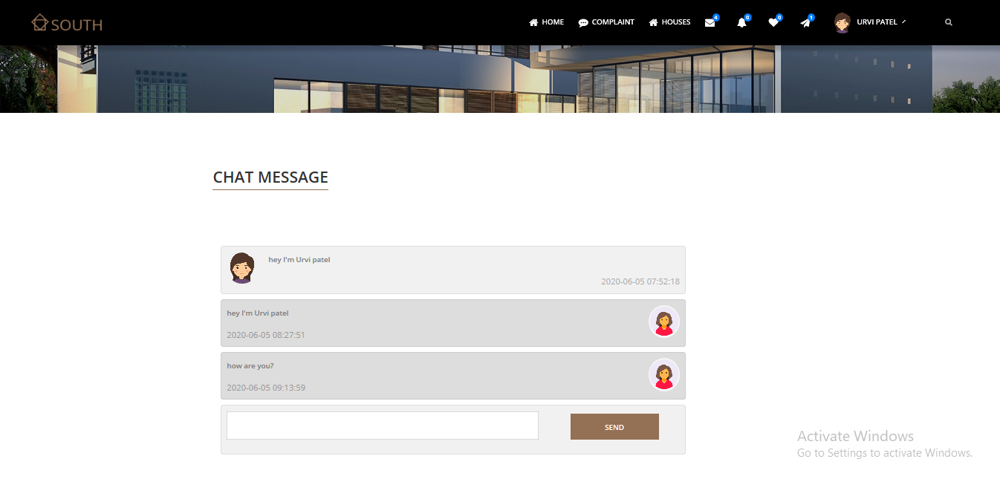 SOUTH
HOME
COMPLAINT
HOUSES
4
0
0
1
URVI PATEL
CHAT MESSAGE
hey I'm Urvi patel
2020-06-05 07:52:18
hey I'm Urvi patel
2020-06-05 08:27:51
how are you?
2020-06-05 09:13:59
SEND
Activate Windows
Go to Settings to activate Windows.